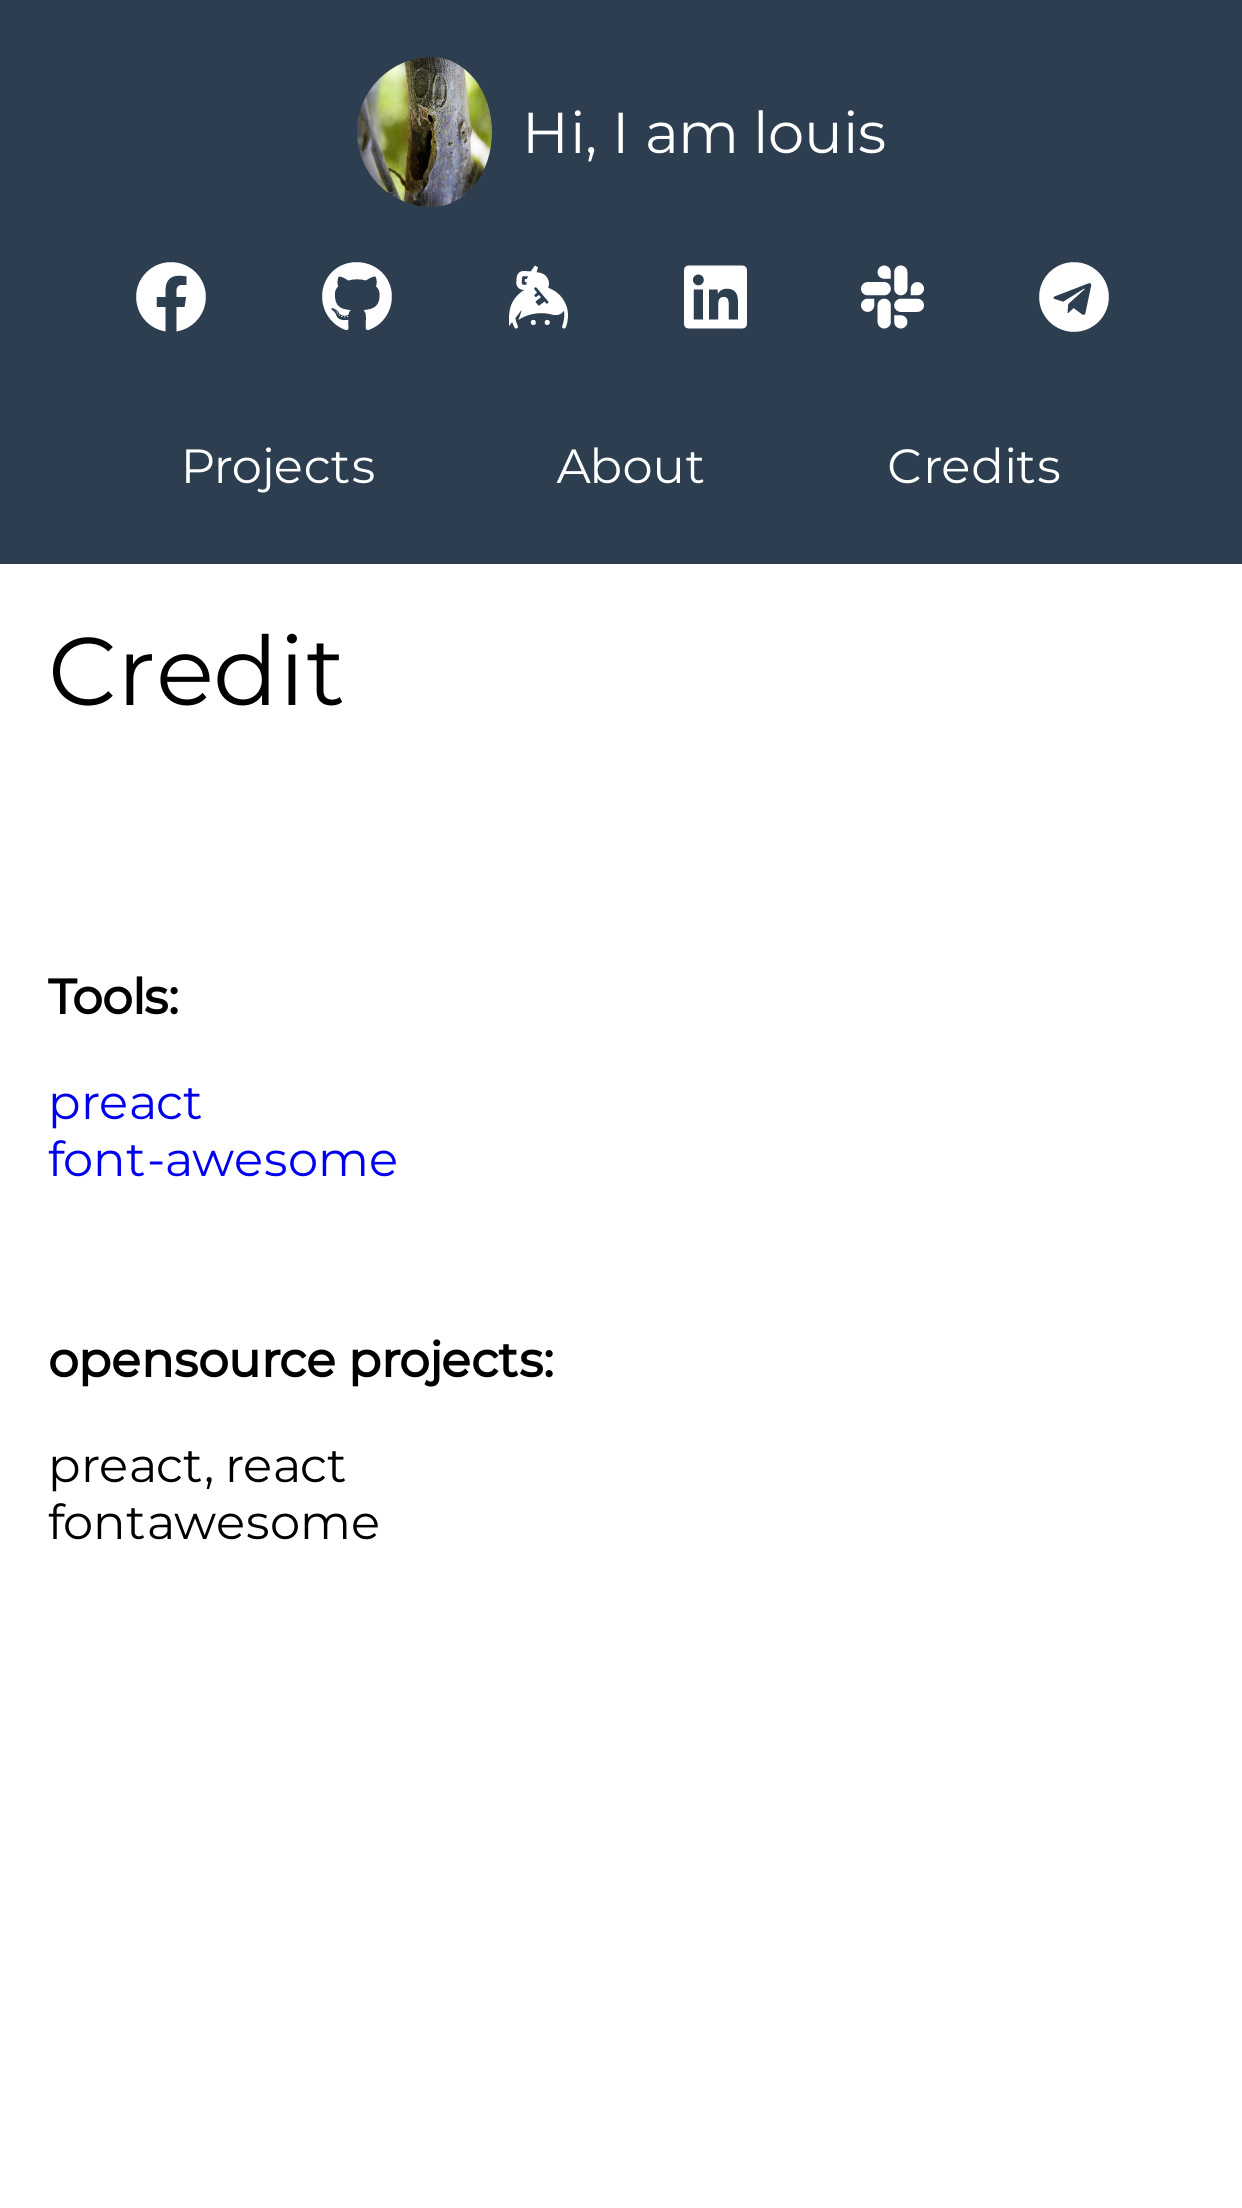 Hi, I am louis
Projects About Credits
Credit
Tools:
preact
font-awesome
opensource projects:
preact, react
fontawesome